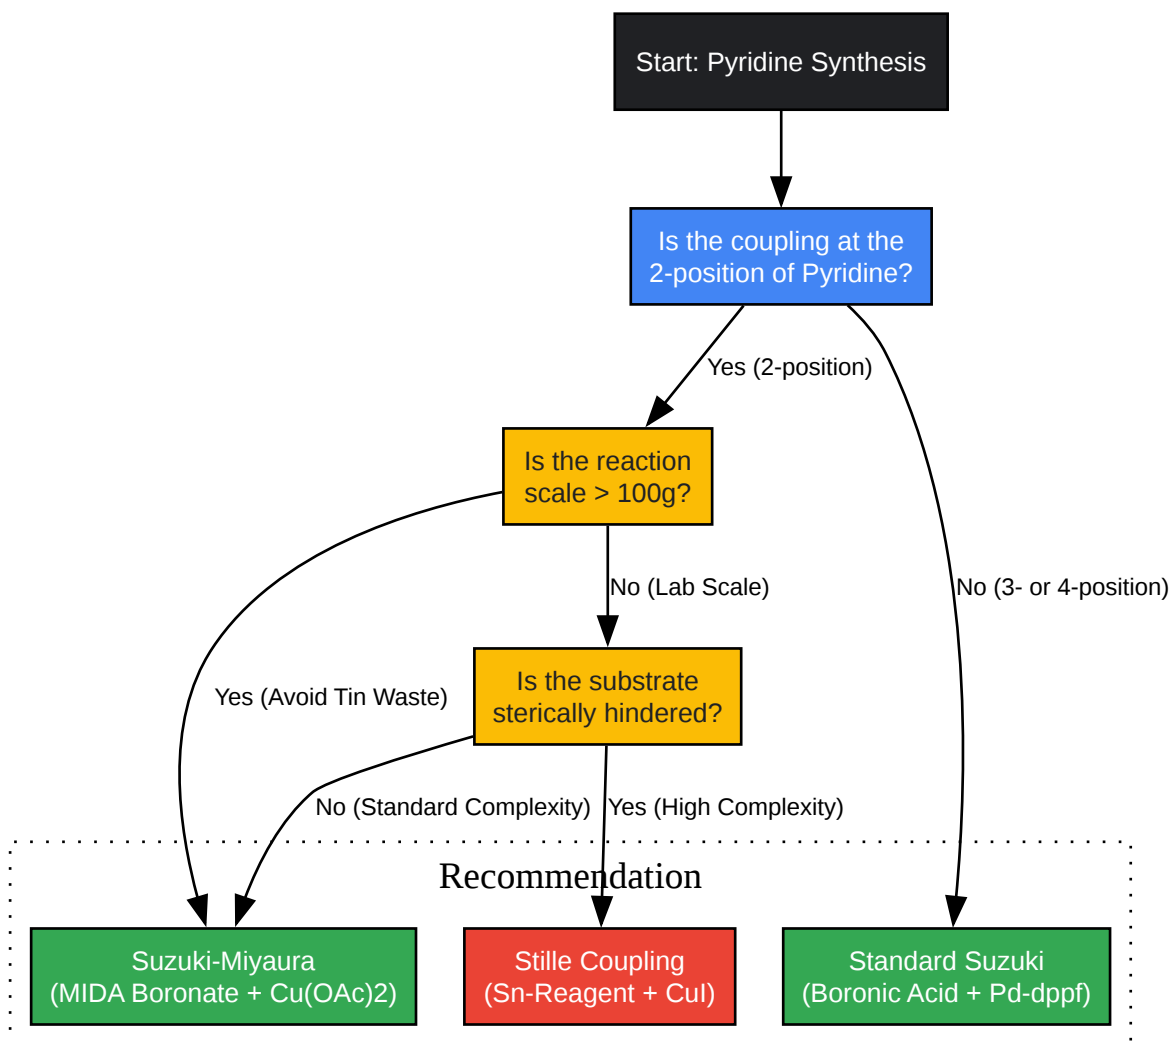 Start: Pyridine Synthesis
Is the coupling at the
2-position of Pyridine?
Yes (2-position)
Is the reaction
scale > 100g?
No (Lab Scale)
No (3- or 4-position)
Is the substrate
sterically hindered?
Yes (Avoid Tin Waste)
No (Standard Complexity)
Yes (High Complexity)
Recommendation
Suzuki-Miyaura
(MIDA Boronate + Cu(OAc)2)
Stille Coupling
(Sn-Reagent + CuI)
Standard Suzuki
(Boronic Acid + Pd-dppf)